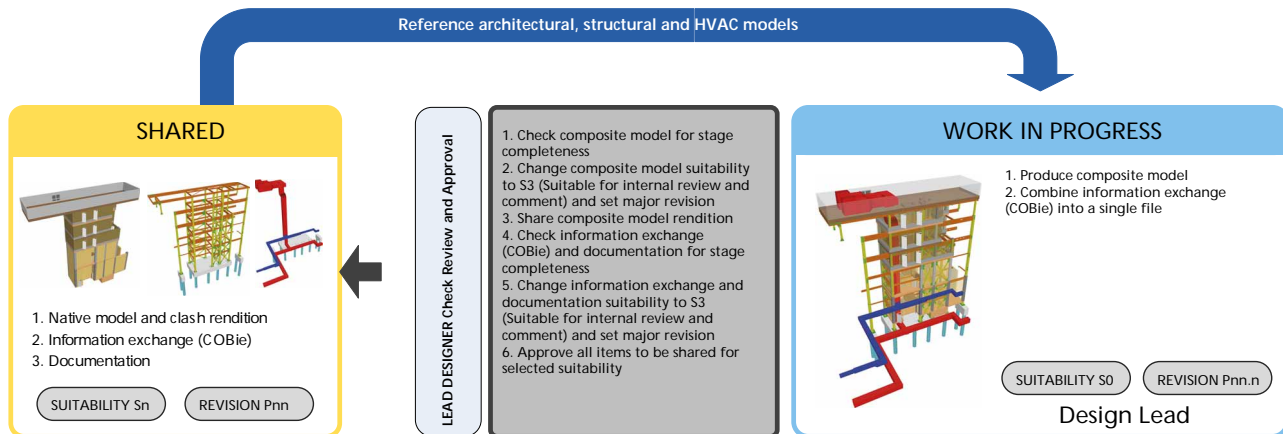 Reference architectural, structural and HVAC models
SHARED
1. Native model and clash rendition
2. Information exchange (COBie)
3. Documentation
SUITABILITY Sn
REVISION Pnn
LEAD DESIGNER Check Review and Approval
1. Check composite model for stage
completeness
2. Change composite model suitability
to S3 (Suitable for internal review and
comment) and set major revision
3. Share composite model rendition
4. Check information exchange
(COBie) and documentation for stage
completeness
5. Change information exchange and
documentation suitability to S3
(Suitable for internal review and
comment) and set major revision
6. Approve all items to be shared for
selected suitability
WORK IN PROGRESS
1. Produce composite model
2. Combine information exchange
(COBie) into a single file
SUITABILITY S0
REVISION Pnn.n
Design Lead